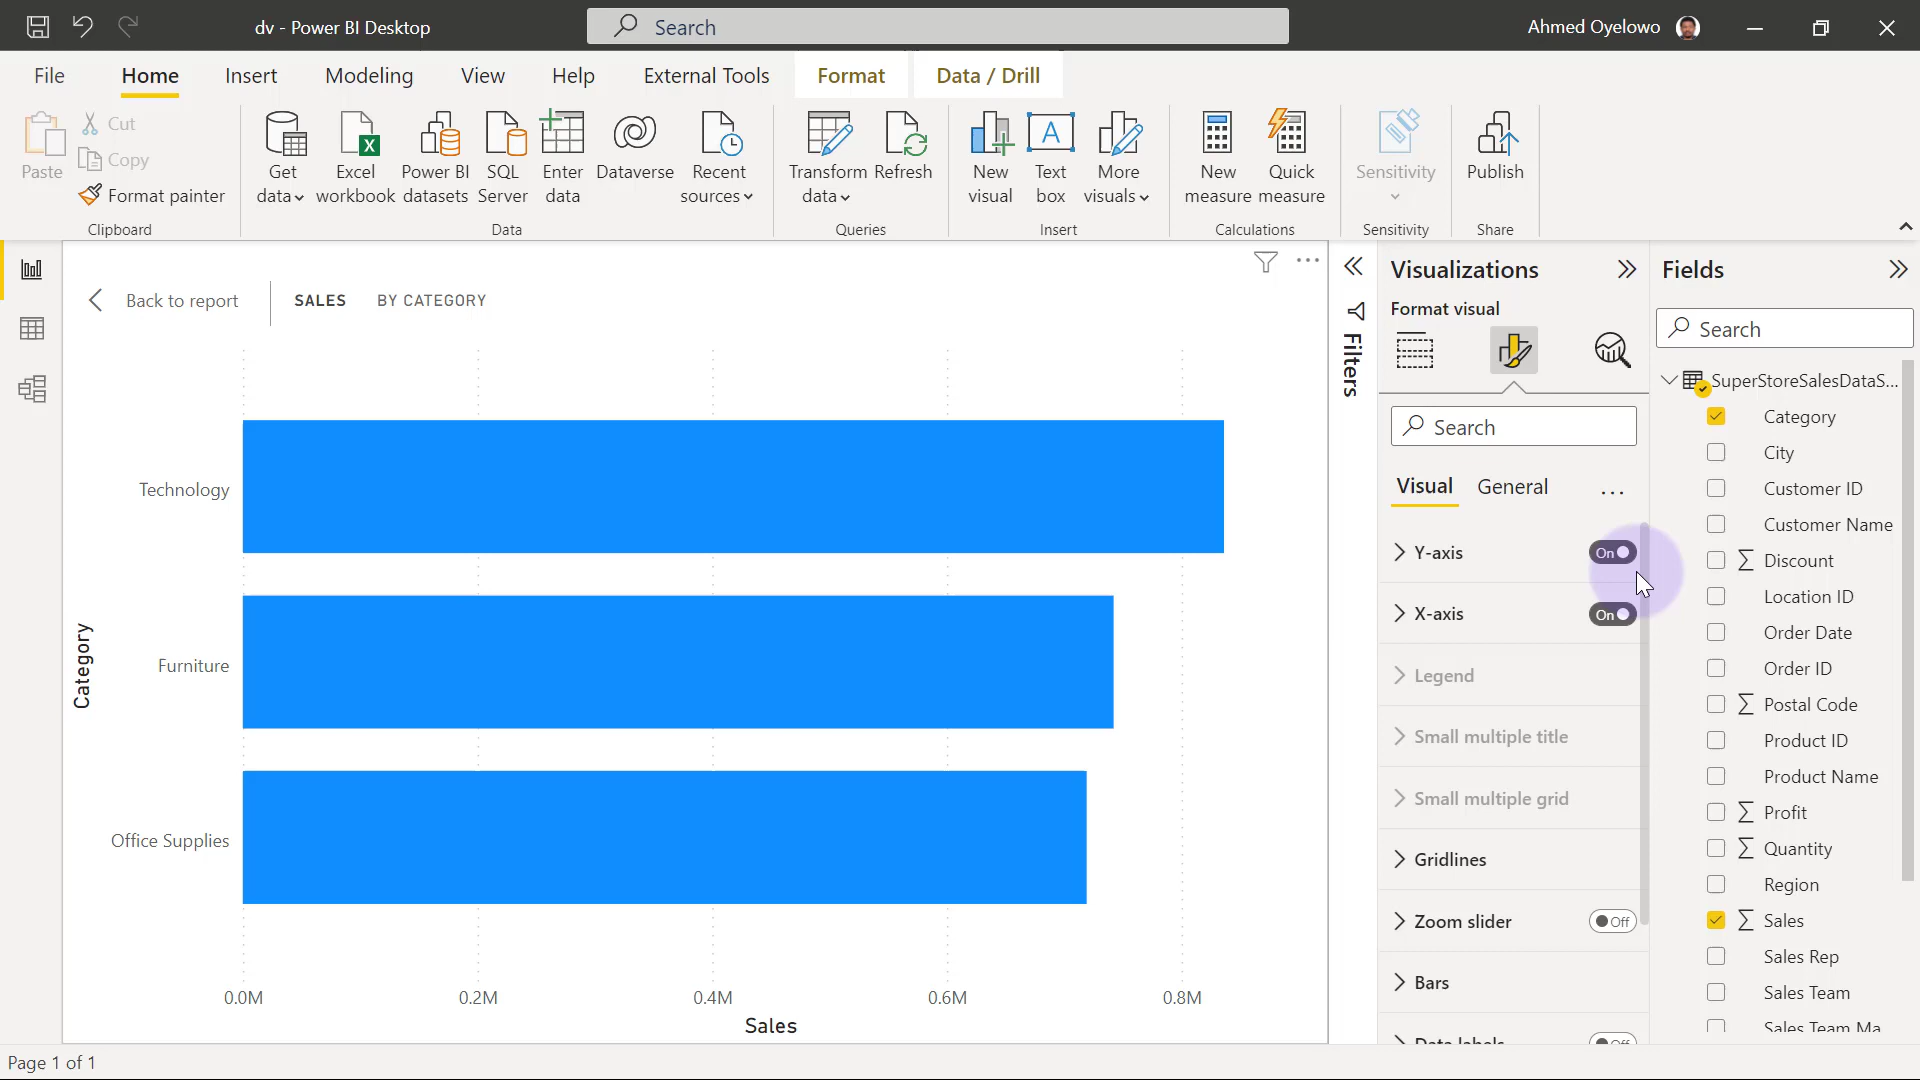 dv - Power BI Desktop
Search
Ahmed Oyelowo
File
Home
Insert
Modeling
View
Help
External Tools
Format
Data / Drill
Paste
Cut
Copy
Format painter
Clipboard
Get
data
Excel
workbook
Power BI
datasets
SQL
Server
Enter
data
Dataverse
Recent
sources
Data
Transform
data
Refresh
Queries
New
visual
Text
box
More
visuals
Insert
New
measure
Quick
measure
Calculations
Sensitivity
Sensitivity
Publish
Share
Back to report
SALES
BY CATEGORY
Category
Technology
Furniture
Office Supplies
0.0M
0.2M
0.4M
0.6M
0.8M
Sales
Filters
Visualizations
Format visual
Search
Visual
General
...
Y-axis
On
X-axis
On
Legend
Small multiple title
Small multiple grid
Gridlines
Zoom slider
Off
Bars
Data labels
Off
Fields
Search
SuperStoreSalesDataS...
Category
City
Customer ID
Customer Name
Discount
Location ID
Order Date
Order ID
Postal Code
Product ID
Product Name
Profit
Quantity
Region
Sales
Sales Rep
Sales Team
Sales Team Ma
Page 1 of 1